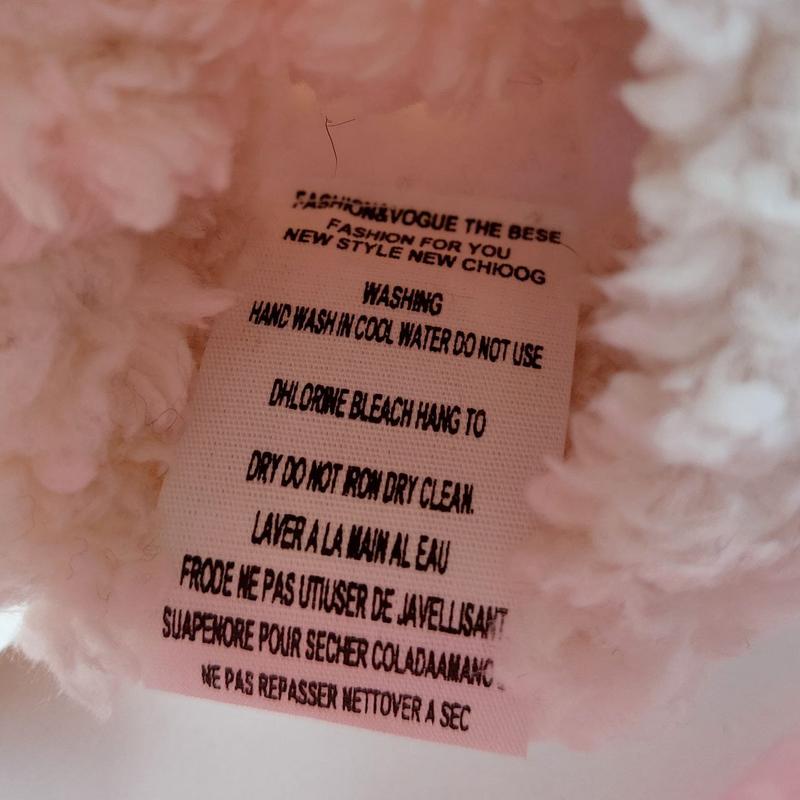 FASHION&VOGUE THE BESE
FASHION FOR YOU
NEW STYLE NEW CHIOOG
WASHING
HAND WASH IN COOL WATER DO NOT USE
DHLORINE BLEACH HANG TO
DRY DO NOT IRON DRY CLEAN.
LAVER A LA MAIN AL EAU
FRODE NE PAS UTIUSER DE JAVELLISANT
SUAPENORE POUR SECHER COLADAAMANO
NE PAS REPASSER NETTOVER A SEC